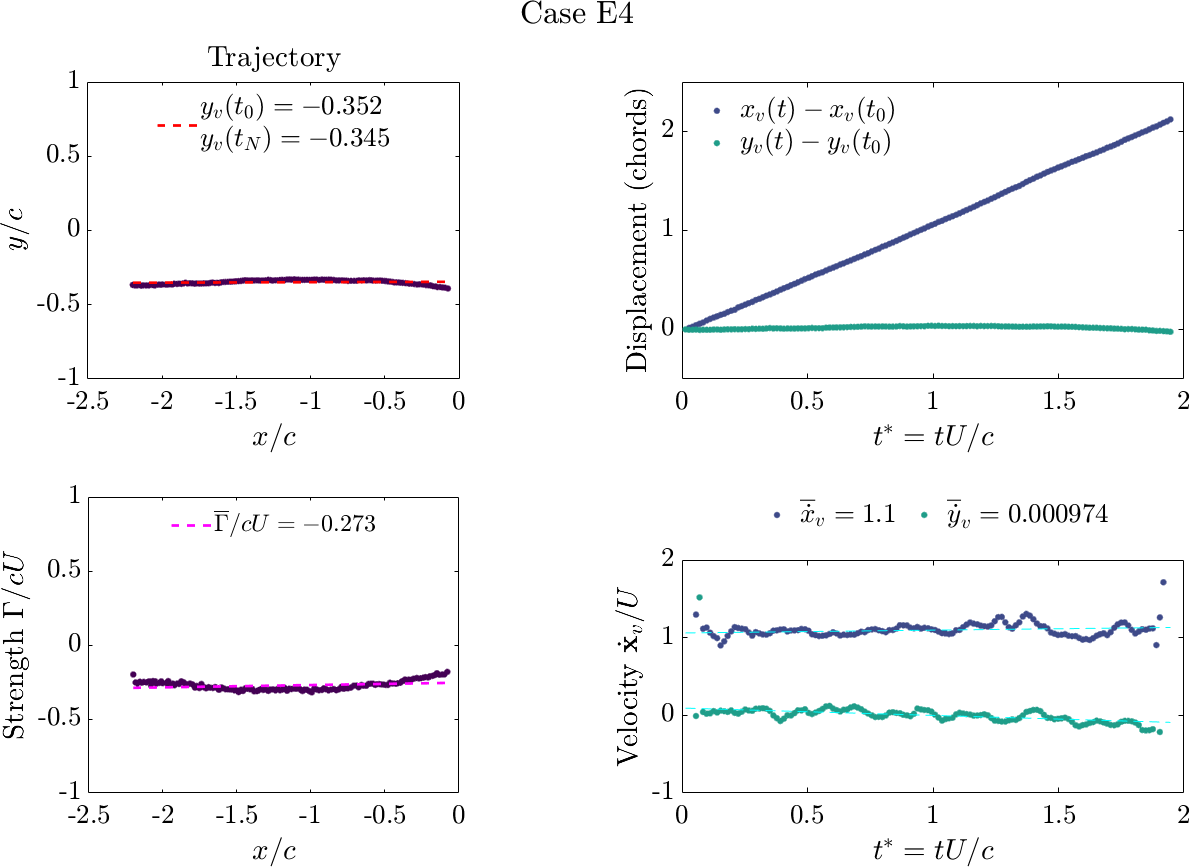 Case E4
Trajectory
y_v(t_0) = −0.352
y_v(t_N) = −0.345
1
0.5
0
-0.5
-1
y/c
-2.5 -2 -1.5 -1 -0.5 0
x/c
x_v(t) − x_v(t_0)
y_v(t) − y_v(t_0)
2
1
0
Displacement (chords)
0 0.5 1 1.5 2
t* = tU/c
Γ̅/cU = −0.273
1
0.5
0
-0.5
-1
Strength Γ/cU
-2.5 -2 -1.5 -1 -0.5 0
x/c
ẋ̅_v = 1.1 ẏ̅_v = 0.000974
2
1
0
-1
Velocity ẋ_v/U
0 0.5 1 1.5 2
t* = tU/c